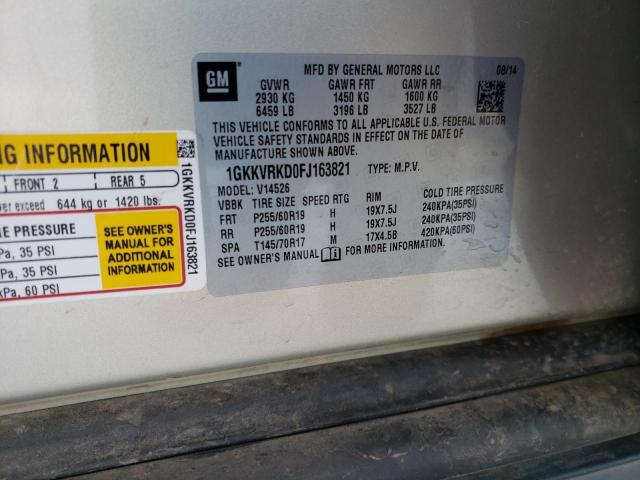 GM
MFD BY GENERAL MOTORS LLC 08/14
GVWR GAWR FRT GAWR RR
2930 KG 1450 KG 1600 KG
6459 LB 3196 LB 3527 LB
THIS VEHICLE CONFORMS TO ALL APPLICABLE U.S. FEDERAL MOTOR
VEHICLE SAFETY STANDARDS IN EFFECT ON THE DATE OF
MANUFACTURE SHOWN ABOVE.
1GKKVRKD0FJ163821 TYPE: M.P.V.
MODEL: V14526
VBBK TIRE SIZE SPEED RTG RIM COLD TIRE PRESSURE
FRT P255/60R19 H 19X7.5J 240KPA(35PSI)
RR P255/60R19 H 19X7.5J 240KPA(35PSI)
SPA T145/70R17 M 17X4.5B 420KPA(60PSI)
SEE OWNER'S MANUAL FOR MORE INFORMATION.
INFORMATION
FRONT 2 REAR 5
exceed 644 kg or 1420 lbs.
PRESSURE
35 PSI
35 PSI
kPa, 60 PSI
SEE OWNER'S
MANUAL FOR
ADDITIONAL
INFORMATION
1GKKVRKD0FJ163821